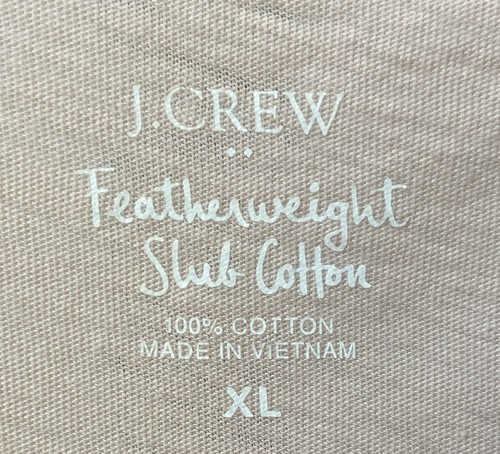 J.CREW
Featherweight
Slub Cotton
100% COTTON
MADE IN VIETNAM
XL